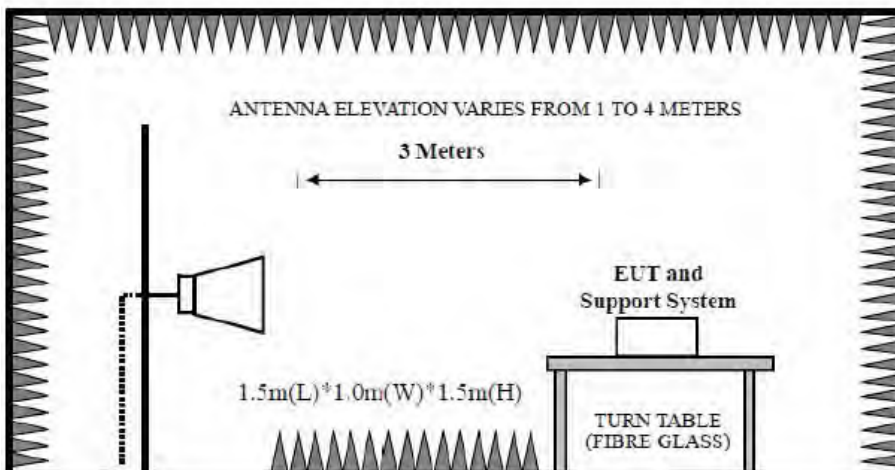 ANTENNA ELEVATION VARIES FROM 1 TO 4 METERS
3 Meters
EUT and
Support System
1.5m(L)*1.0m(W)*1.5m(H)
TURN TABLE
(FIBRE GLASS)